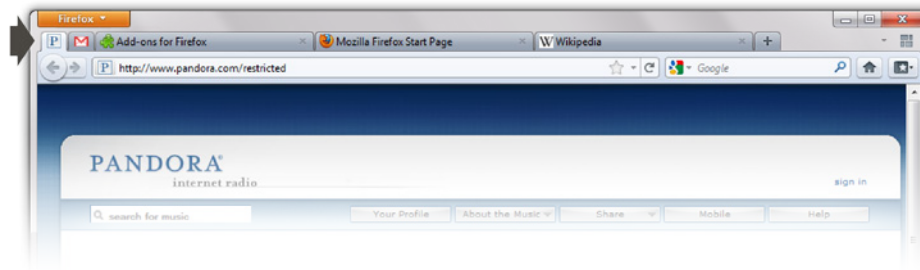 Firefox
P Add-ons for Firefox Mozilla Firefox Start Page W Wikipedia
P http://www.pandora.com/restricted Google
PANDORA®
internet radio
sign in
search for music Your Profile About the Music Share Mobile Help